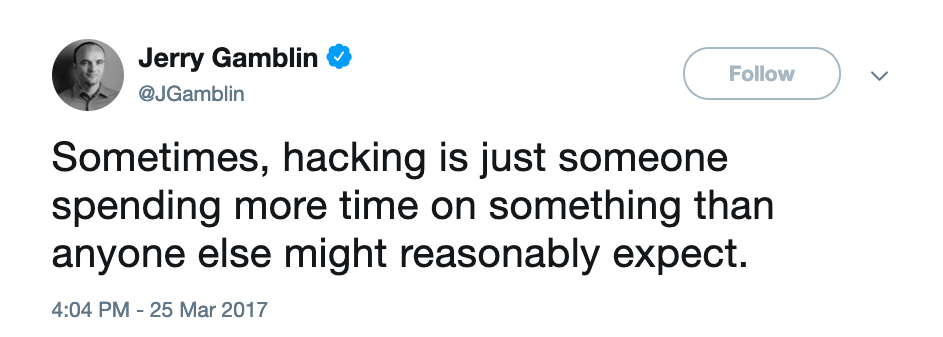 Jerry Gamblin
Follow
@JGamblin
Sometimes, hacking is just someone
spending more time on something than
anyone else might reasonably expect.
4:04 PM - 25 Mar 2017